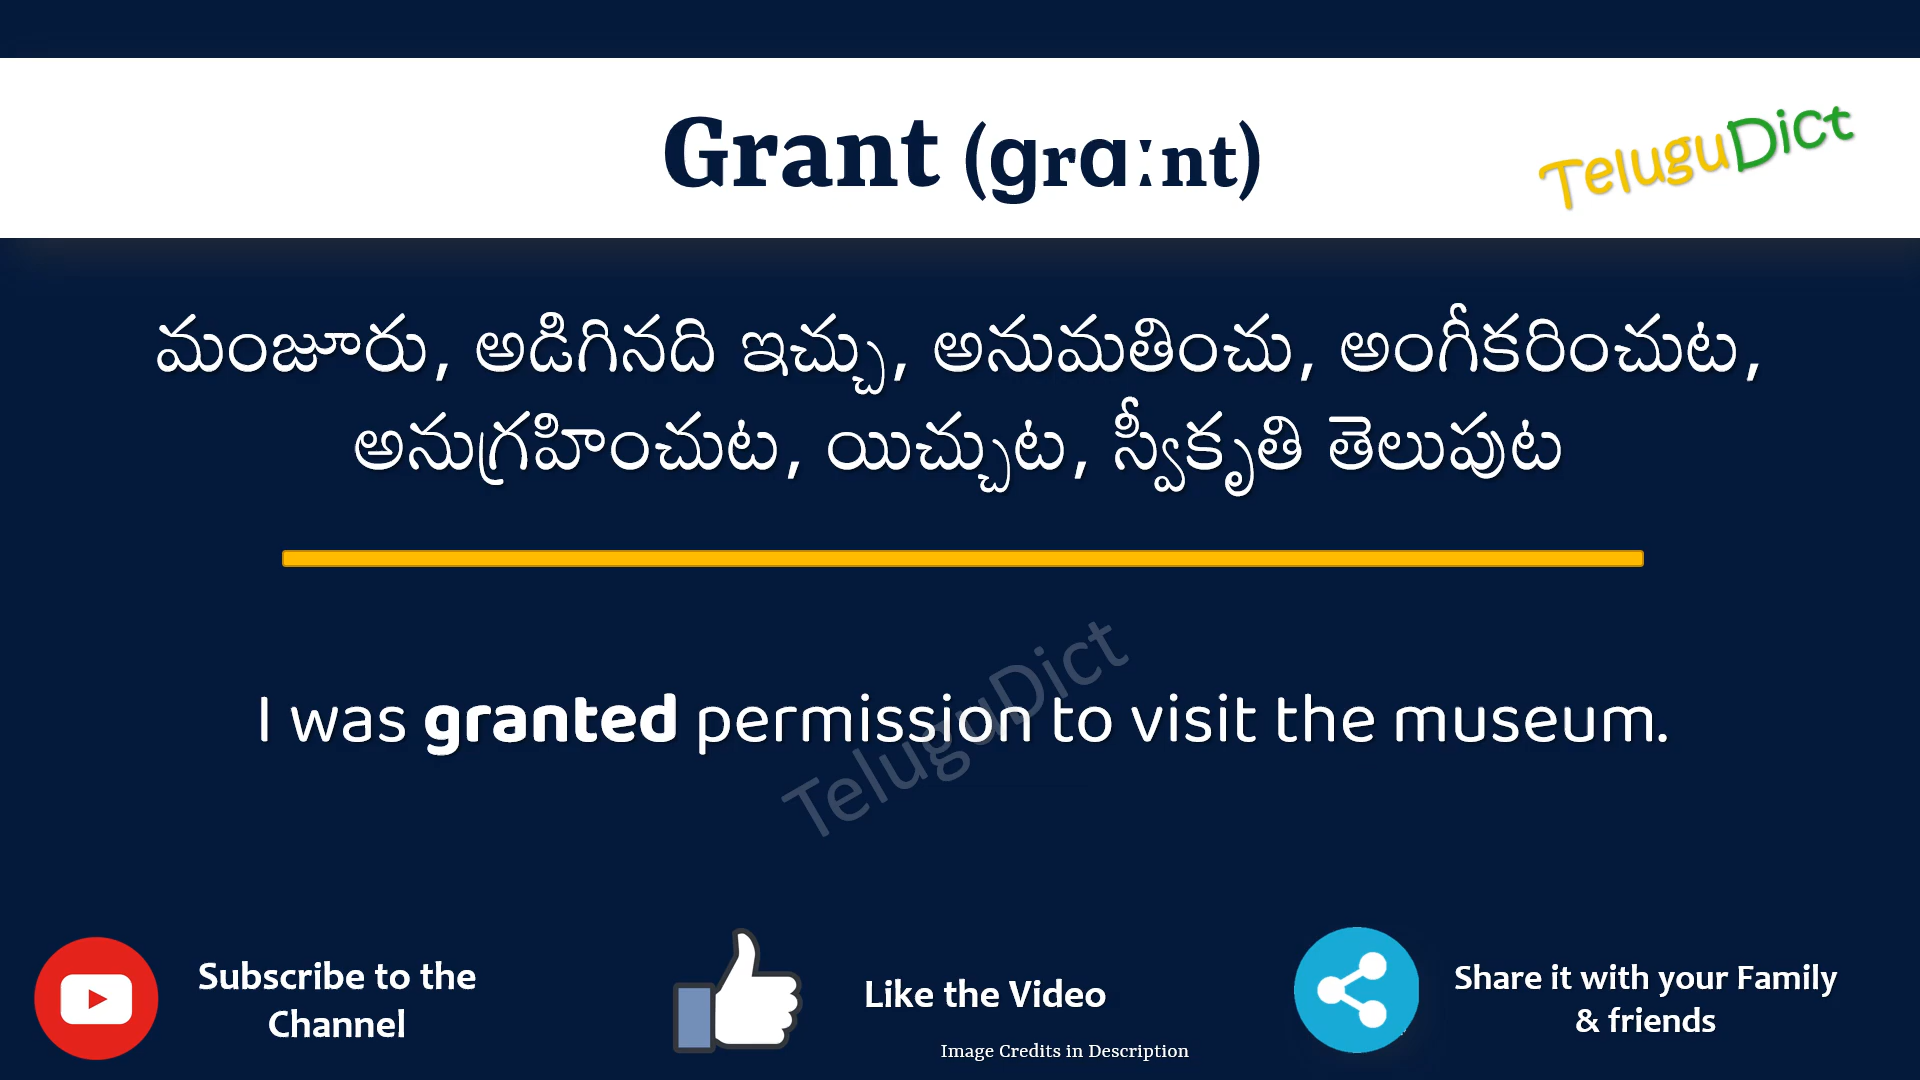 Grant (ɡrɑːnt)
TeluguDict
మంజూరు, అడిగినది ఇచ్చు, అనుమతించు, అంగీకరించుట,
అనుగ్రహించుట, యిచ్చుట, స్వీకృతి తెలుపుట
I was granted permission to visit the museum.
TeluguDict
Subscribe to the
Channel
Like the Video
Share it with your Family
& friends
Image Credits in Description